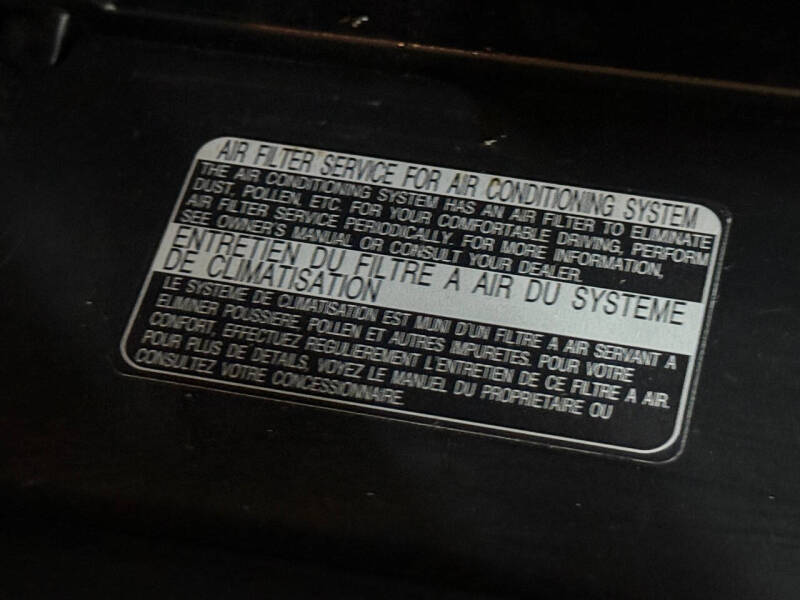 AIR FILTER SERVICE FOR AIR CONDITIONING SYSTEM
THE AIR CONDITIONING SYSTEM HAS AN AIR FILTER TO ELIMINATE
DUST, POLLEN, ETC. FOR YOUR COMFORTABLE DRIVING, PERFORM
AIR FILTER SERVICE PERIODICALLY. FOR MORE INFORMATION,
SEE OWNER'S MANUAL OR CONSULT YOUR DEALER.
ENTRETIEN DU FILTRE A AIR DU SYSTEME
DE CLIMATISATION
LE SYSTEME DE CLIMATISATION EST MUNI D'UN FILTRE A AIR SERVANT A
ELIMINER POUSSIERE, POLLEN ET AUTRES IMPURETES. POUR VOTRE
CONFORT, EFFECTUEZ REGULIEREMENT L'ENTRETIEN DE CE FILTRE A AIR.
POUR PLUS DE DETAILS, VOYEZ LE MANUEL DU PROPRIETAIRE OU
CONSULTEZ VOTRE CONCESSIONNAIRE.